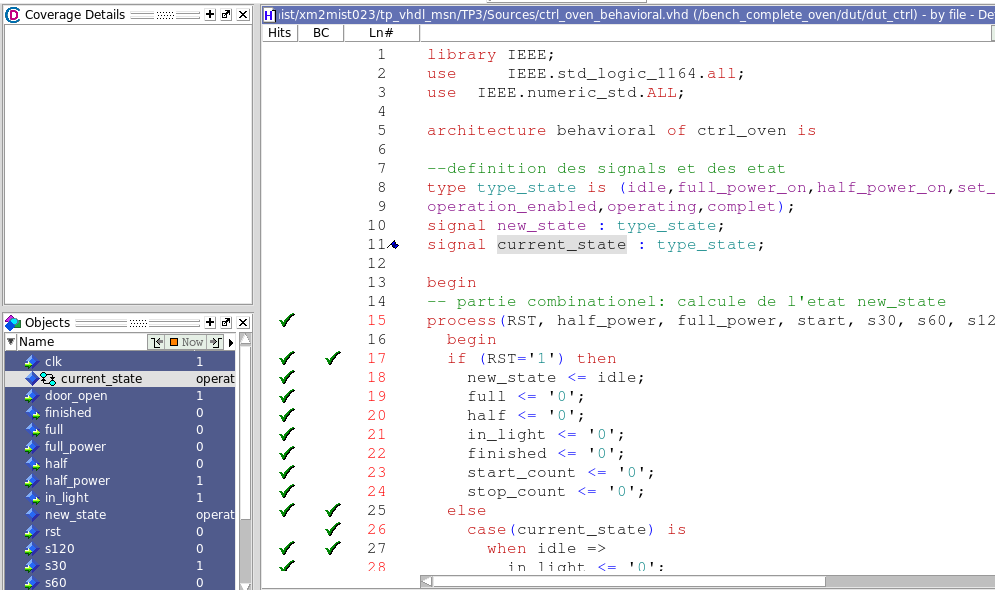 Coverage Details
Objects
Name
Now
clk 1
current_state operat
door_open 1
finished 0
full 0
full_power 0
half 0
half_power 1
in_light 1
new_state operat
rst 0
s120 0
s30 1
s60 0
ist/xm2mist023/tp_vhdl_msn/TP3/Sources/ctrl_oven_behavioral.vhd (/bench_complete_oven/dut/dut_ctrl) - by file - De
Hits BC Ln#
1 library IEEE;
2 use IEEE.std_logic_1164.all;
3 use IEEE.numeric_std.ALL;
4
5 architecture behavioral of ctrl_oven is
6
7 --definition des signals et des etat
8 type type_state is (idle,full_power_on,half_power_on,set_
9 operation_enabled,operating,complet);
10 signal new_state : type_state;
11 signal current_state : type_state;
12
13 begin
14 -- partie combinationel: calcule de l'etat new_state
15 process(RST, half_power, full_power, start, s30, s60, s12
16 begin
17 if (RST='1') then
18 new_state <= idle;
19 full <= '0';
20 half <= '0';
21 in_light <= '0';
22 finished <= '0';
23 start_count <= '0';
24 stop_count <= '0';
25 else
26 case(current_state) is
27 when idle =>
28 in_light <= '0';